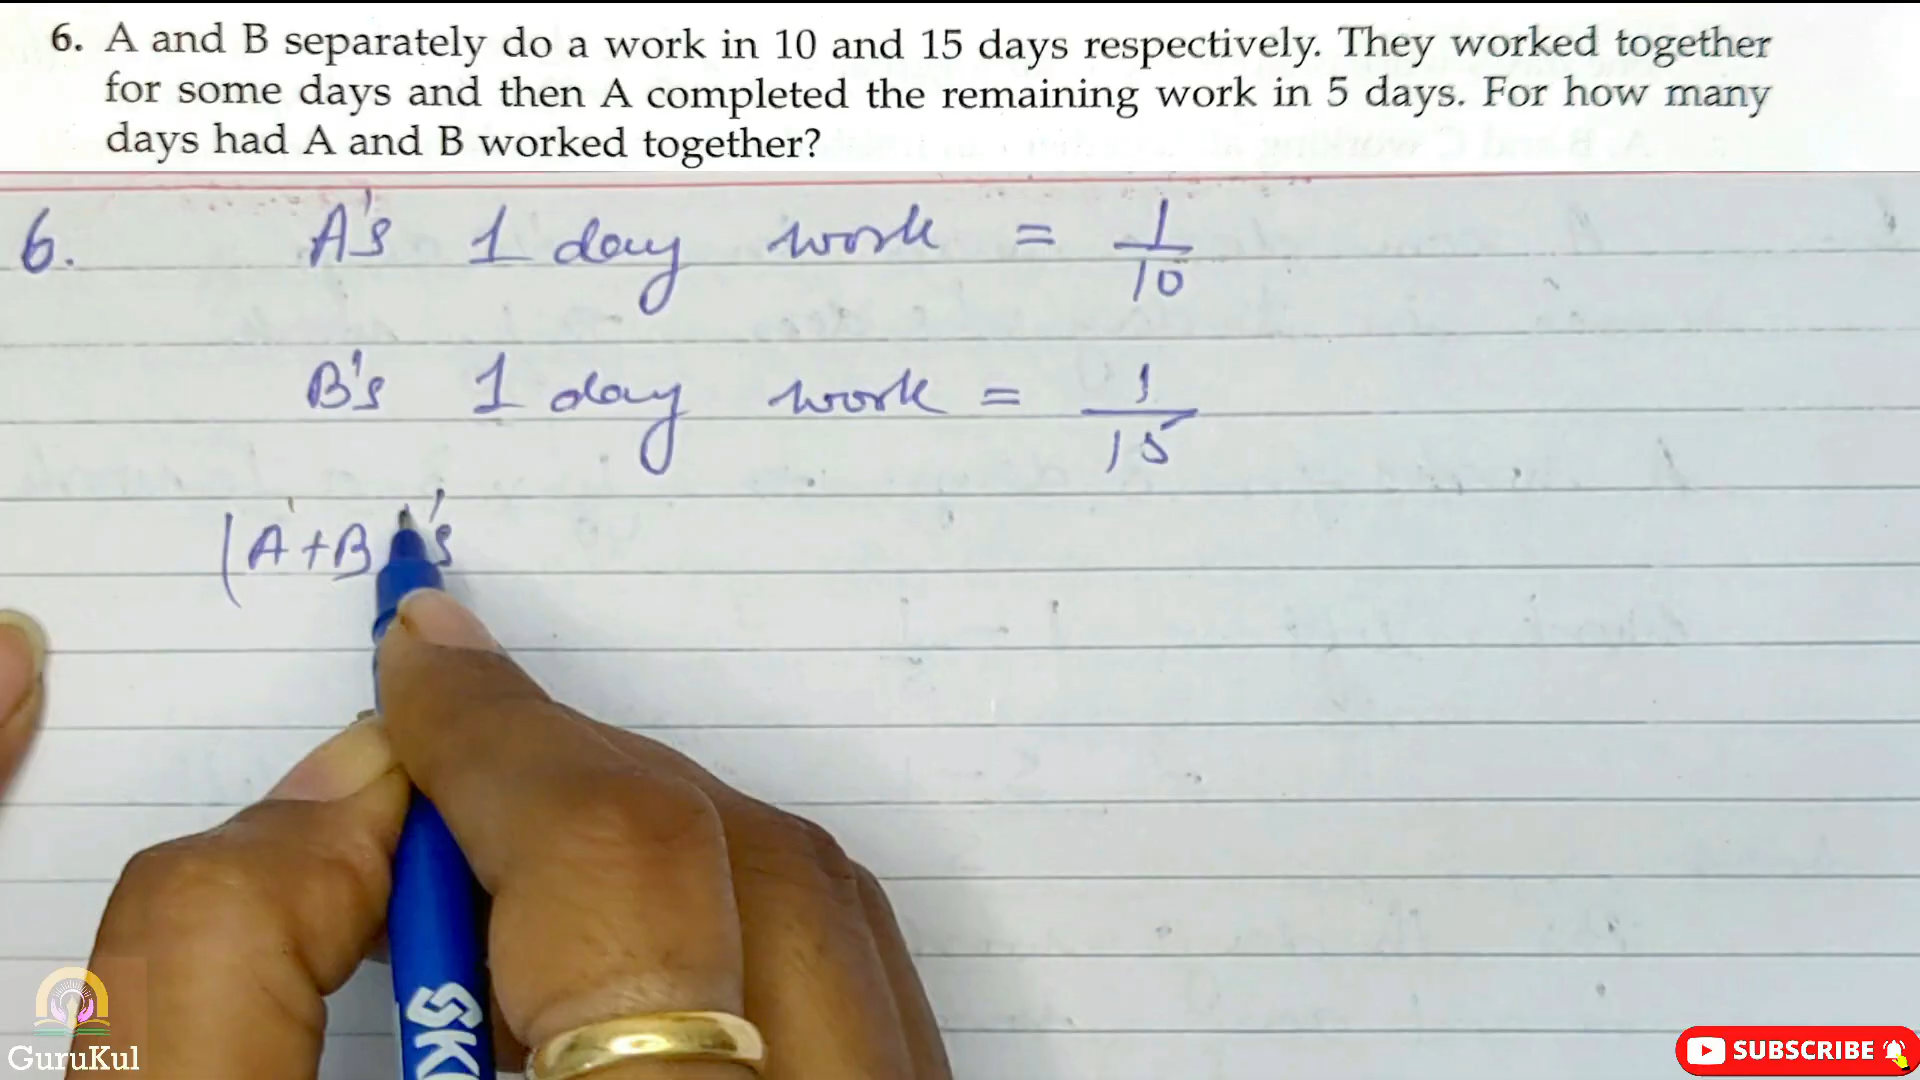 6. A and B separately do a work in 10 and 15 days respectively. They worked together
for some days and then A completed the remaining work in 5 days. For how many
days had A and B worked together?
6. A's 1 day work = 1/10
B's 1 day work = 1/15
(A+B)'s
SK
GuruKul
SUBSCRIBE